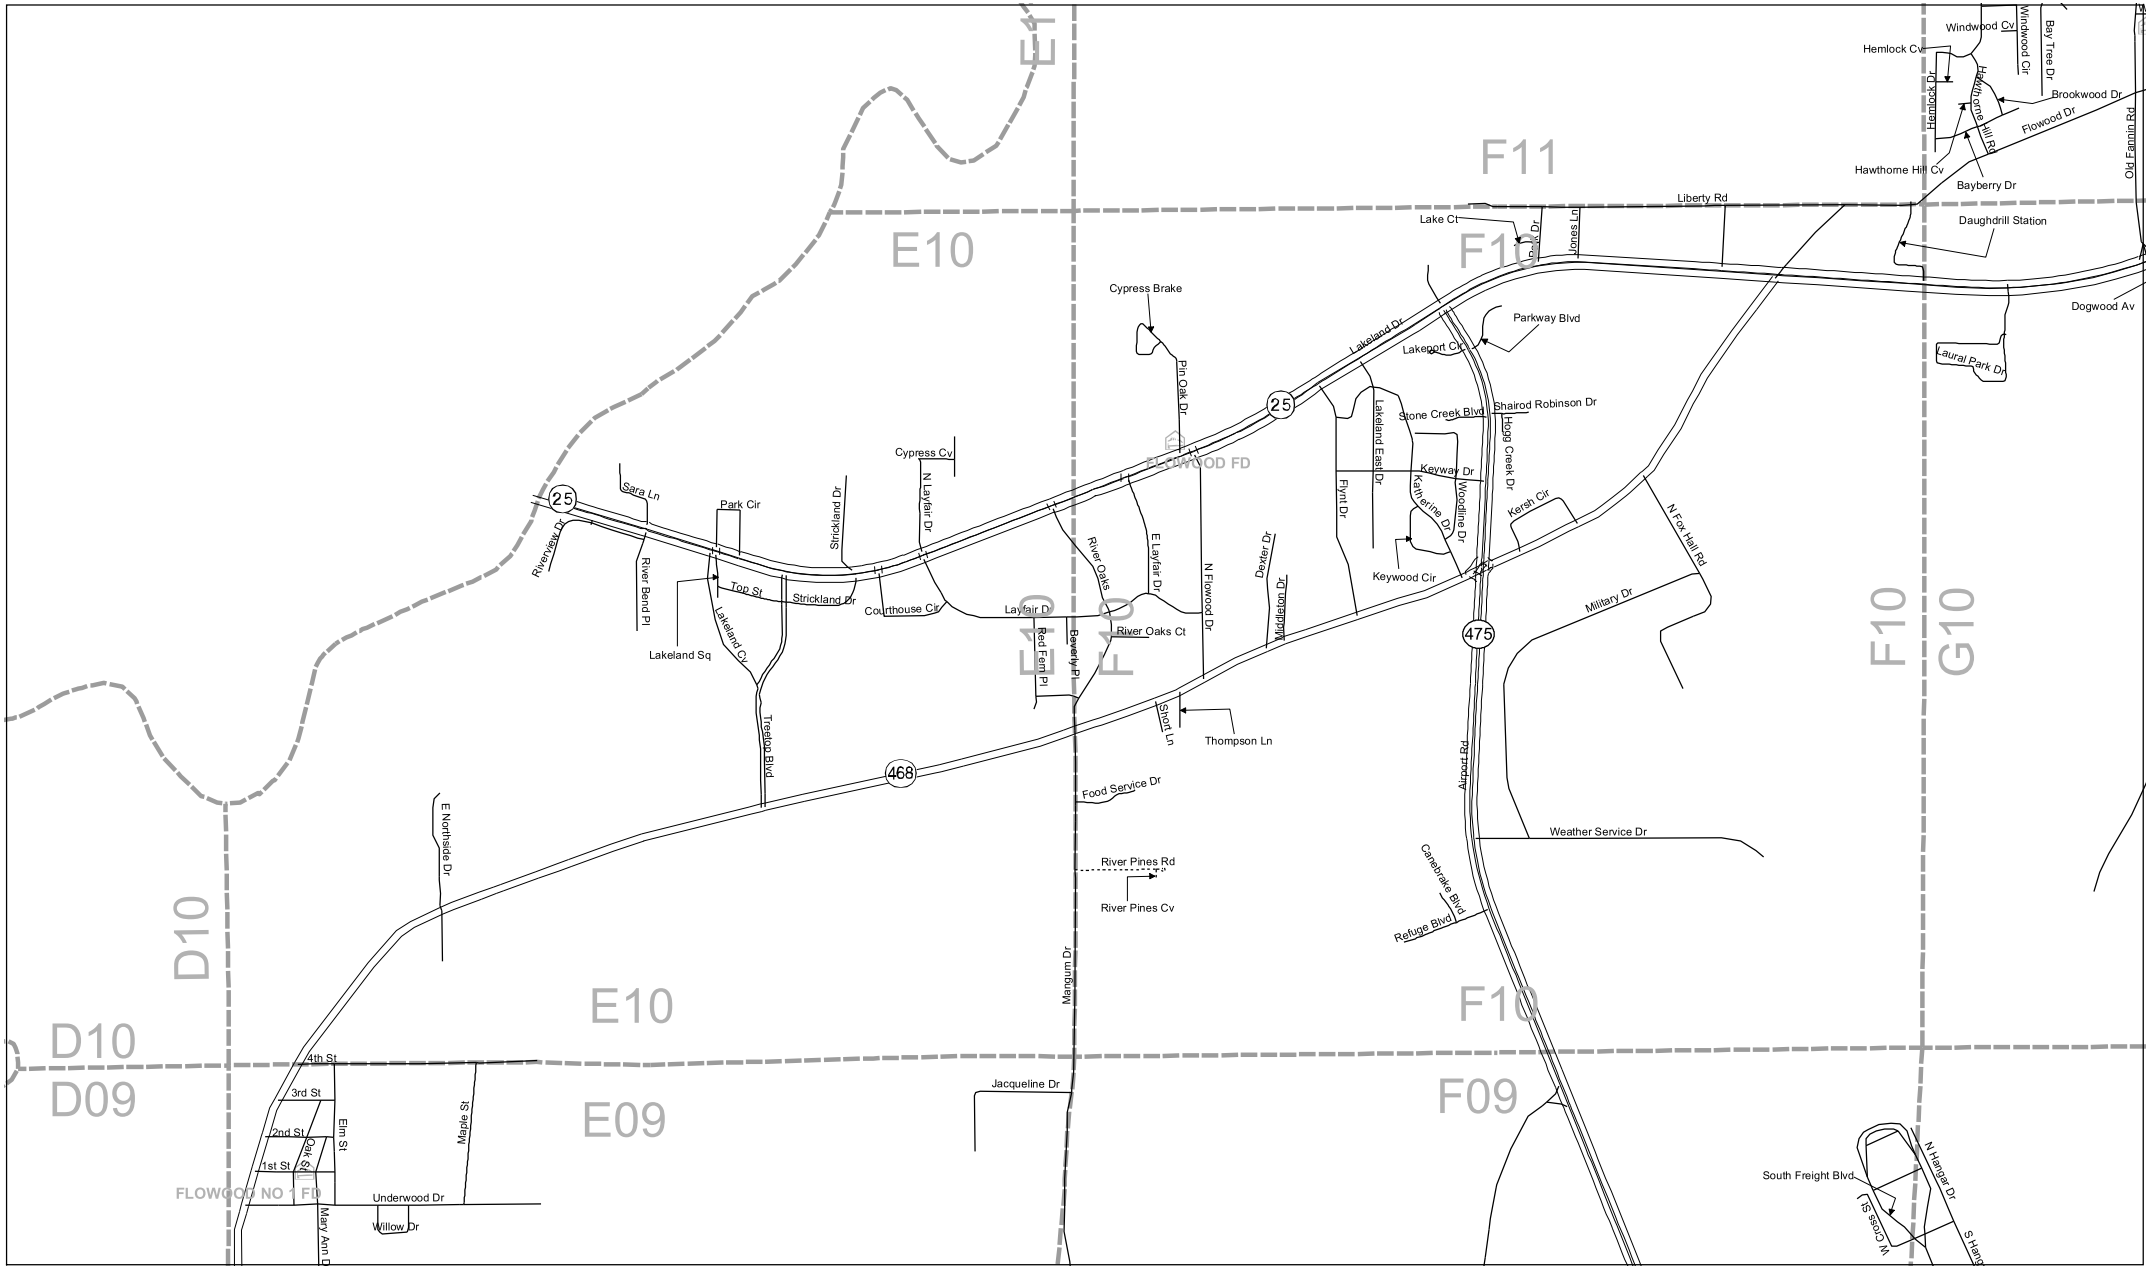 E1
Windwood Cv
Windwood Cir
Bay Tree Dr
Hemlock Cv
Hemlock Dr
Hawthorne Hill Rd
Brookwood Dr
Flowood Dr
Old Fannin Rd
Hawthorne Hill Cv
Bayberry Dr
F11
Liberty Rd
Lake Ct
Jones Ln
Daughdrill Station
E10
F10
Cypress Brake
Dogwood Av
Parkway Blvd
Lakeland Dr
Lakeport Cir
Laural Park Dr
Pin Oak Dr
25
Stone Creek Blvd
Shairod Robinson Dr
Hogg Creek Dr
Lakeland East Dr
FLOWOOD FD
Cypress Cv
N Layfair Dr
Keyway Dr
Flynt Dr
Katherine Dr
Woodline Dr
Kersh Cir
25
Sara Ln
Park Cir
Strickland Dr
Riverview Dr
River Bend Pl
River Oaks
E Layfair Dr
N Flowood Dr
Dexter Dr
Middleton Dr
Keywood Cir
N Fox Hall Rd
Military Dr
Top St
Strickland Dr
Courthouse Cir
Layfair Dr
Lakeland Cv
Lakeland Sq
E10
F10
Red Fern Pl
Beverly Pl
River Oaks Ct
475
F10
G10
Treetop Blvd
Short Ln
Thompson Ln
468
Airport Rd
Food Service Dr
E Northside Dr
Weather Service Dr
River Pines Rd
River Pines Cv
Canebrake Blvd
Refuge Blvd
D10
Mangum Dr
E10
F10
D10
D09
4th St
3rd St
2nd St
1st St
Oak St
Elm St
Maple St
E09
Jacqueline Dr
F09
FLOWOOD NO 1 FD
Underwood Dr
Willow Dr
Mary Ann D
South Freight Blvd
N Hangar Dr
W Cross St
S Hang